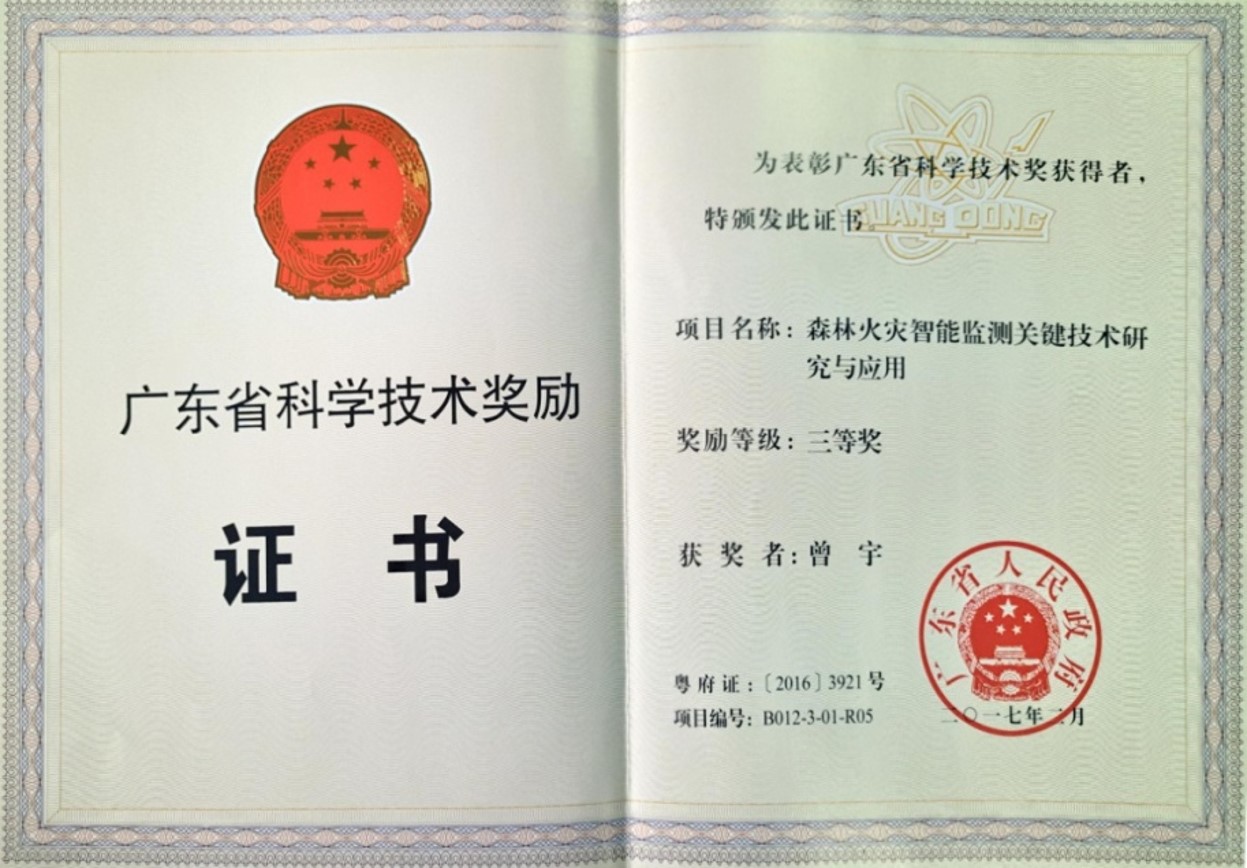 广东省科学技术奖励
证 书
为表彰广东省科学技术奖获得者，
特颁发此证书。
GUANGDONG
项目名称：森林火灾智能监测关键技术研
究与应用
奖励等级：三等奖
获 奖 者：曾 宇
广东省人民政府
粤府证：〔2016〕3921号
项目编号：B012-3-01-R05
二〇一七年二月